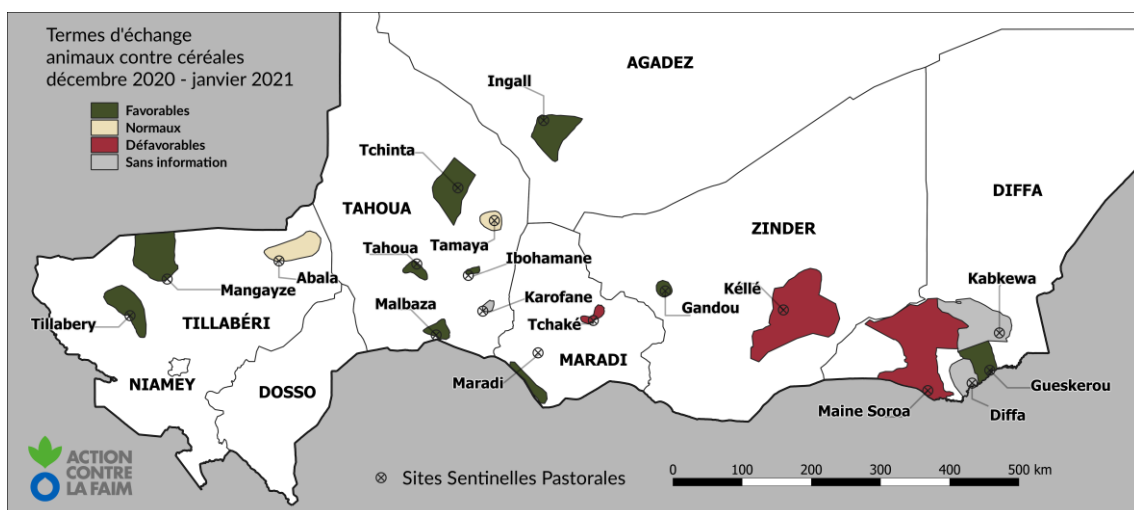 Termes d'échange
animaux contre céréales
décembre 2020 - janvier 2021
Favorables
Normaux
Défavorables
Sans information
AGADEZ
Ingall
Tchinta
DIFFA
TAHOUA
ZINDER
Tamaya
Tahoua
Ibohamane
Abala
Mangayze
Kéllé
Kabkewa
Karofane
Malbaza
Gandou
Tillabery
TILLABÉRI
Tchaké
MARADI
NIAMEY
DOSSO
Maradi
Gueskerou
Maine Soroa
Diffa
ACTION
CONTRE
LA FAIM
Sites Sentinelles Pastorales
0 100 200 300 400 500 km